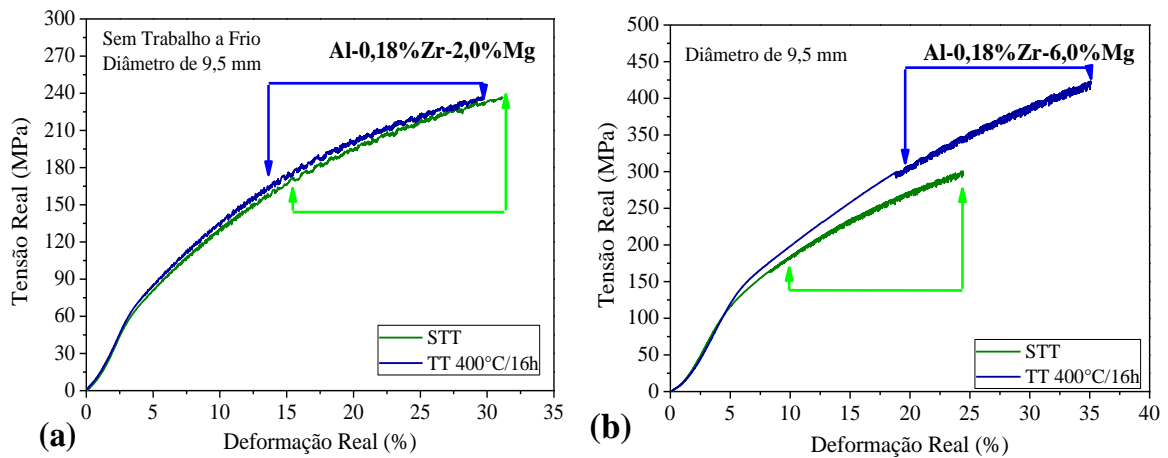 300
270
240
210
180
150
120
90
60
30
0
Tensão Real (MPa)
Sem Trabalho a Frio
Diâmetro de 9,5 mm
Al-0,18%Zr-2,0%Mg
STT
TT 400°C/16h
0 5 10 15 20 25 30 35
Deformação Real (%)
(a)
500
450
400
350
300
250
200
150
100
50
0
Tensão Real (MPa)
Diâmetro de 9,5 mm
Al-0,18%Zr-6,0%Mg
STT
TT 400°C/16h
0 5 10 15 20 25 30 35 40
Deformação Real (%)
(b)